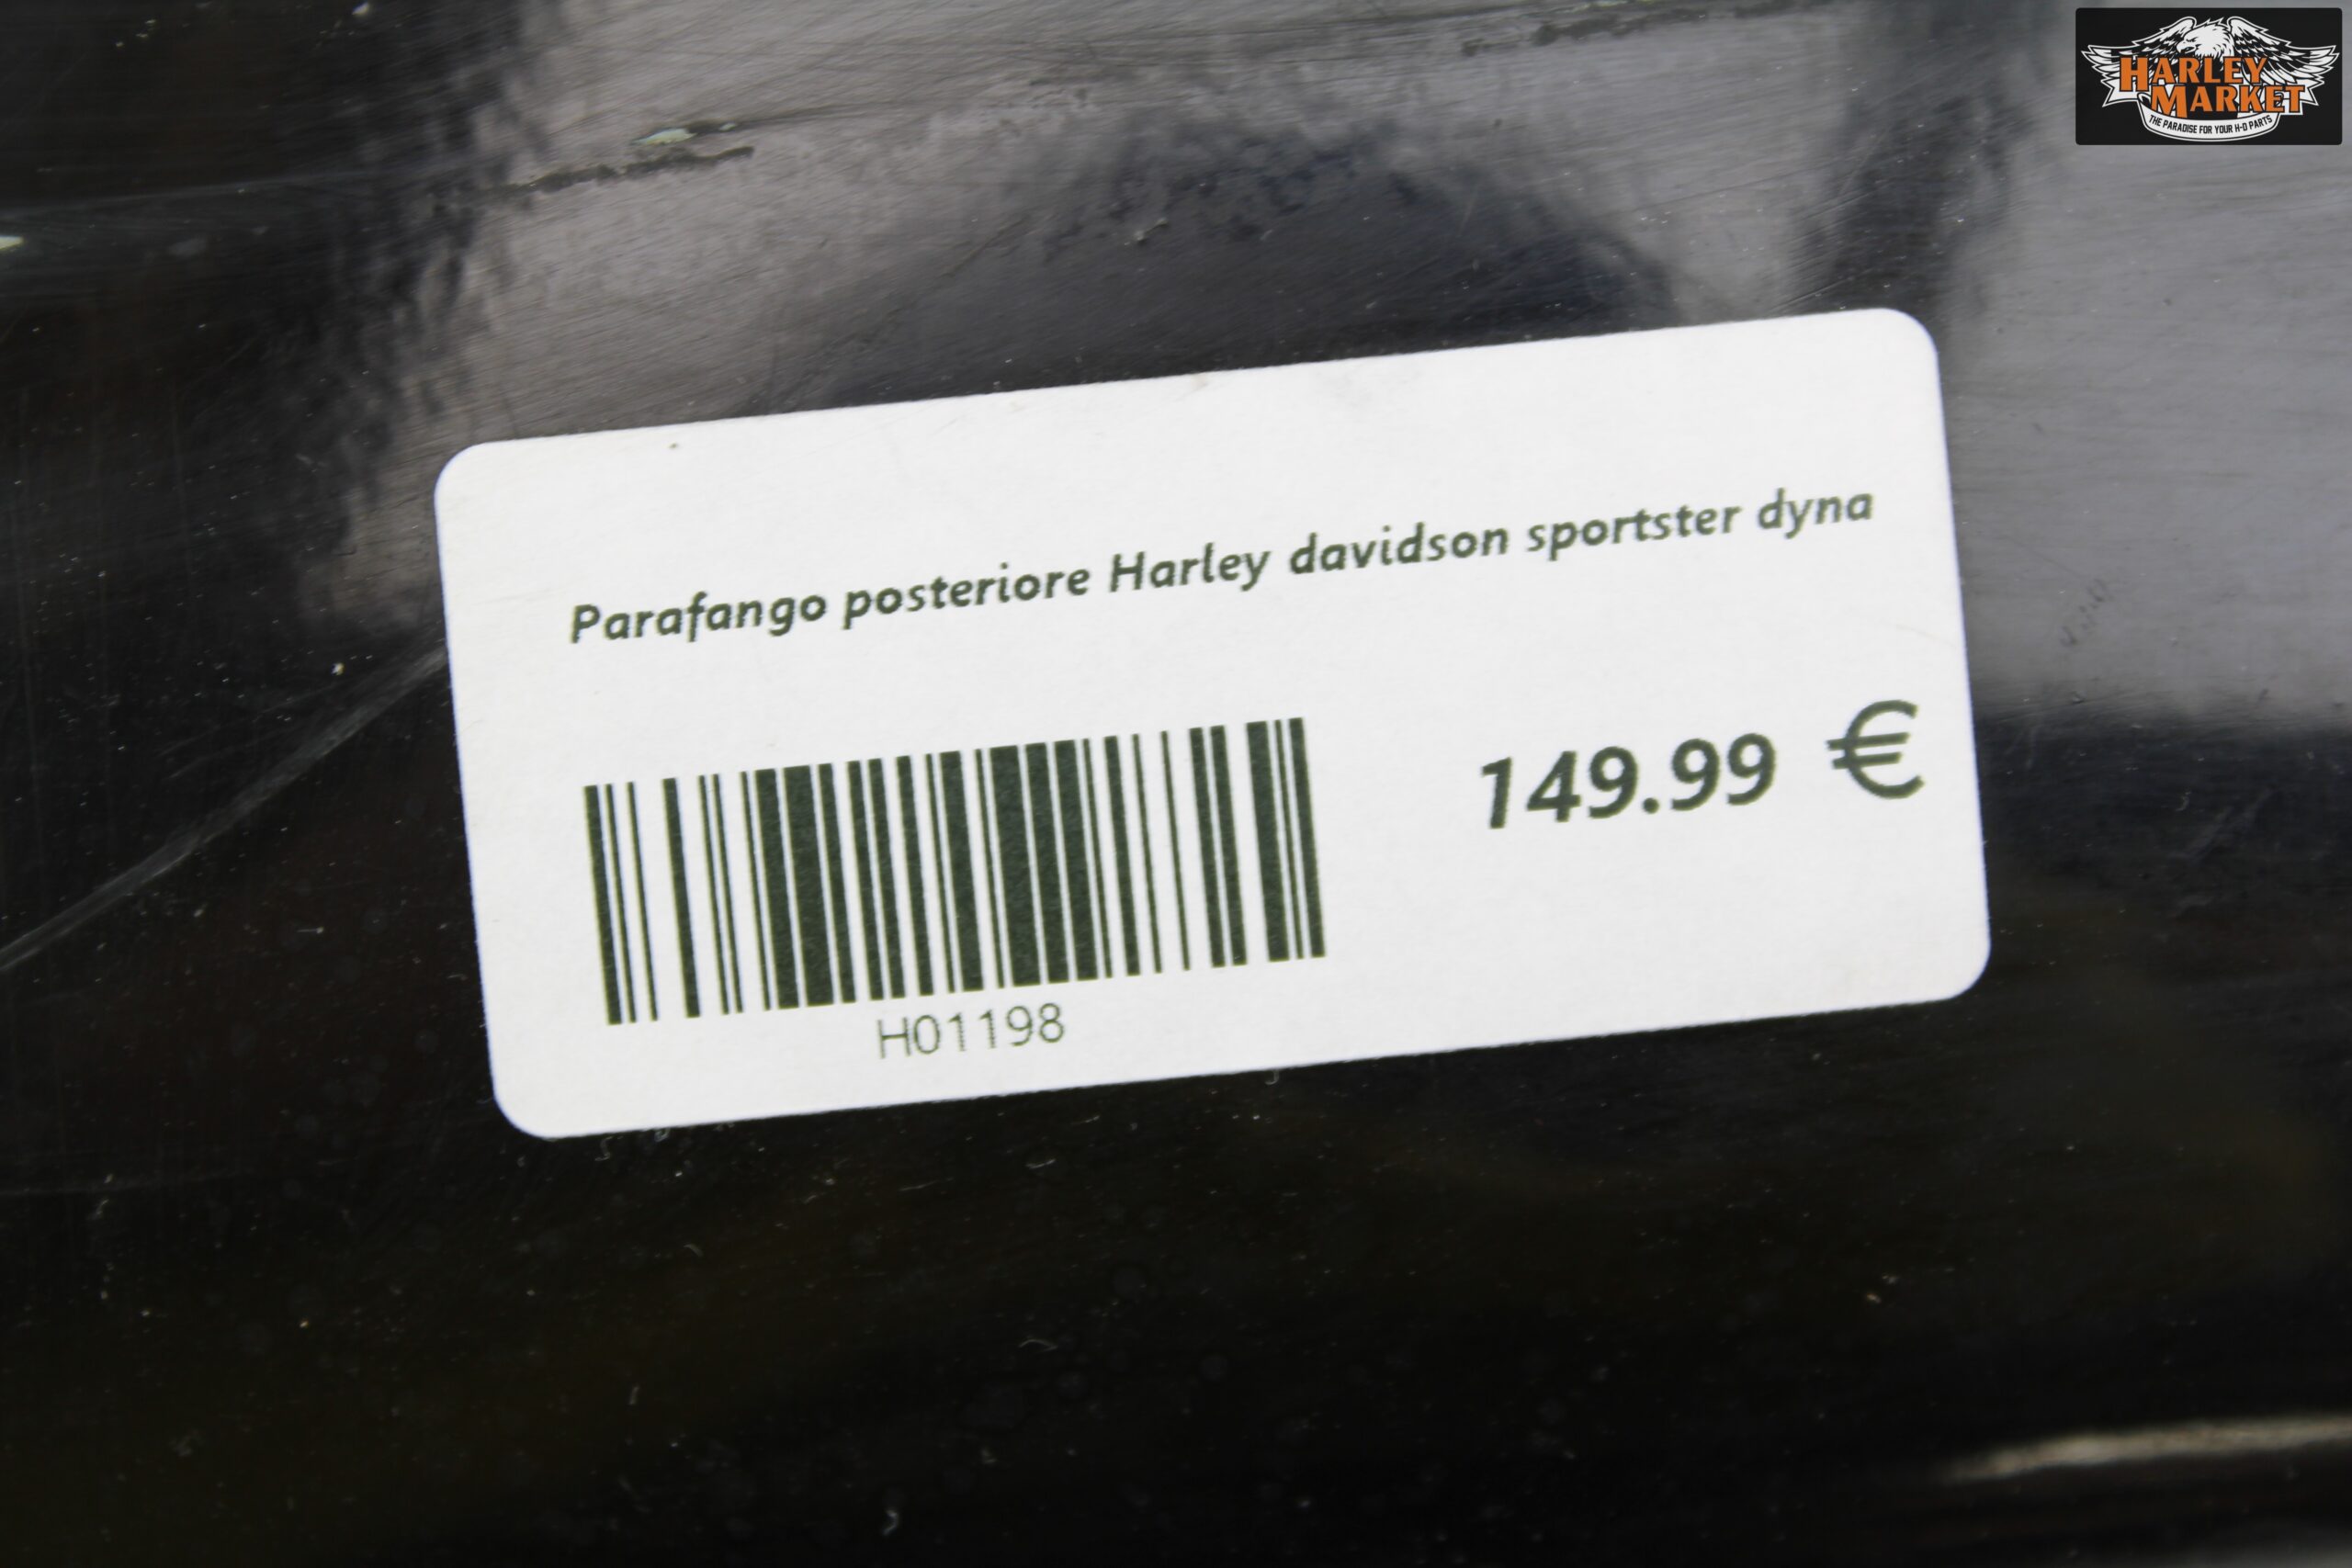 HARLEY
MARKET
THE PARADISE FOR YOUR H-D PARTS
Parafango posteriore Harley davidson sportster dyna
149.99 €
H01198